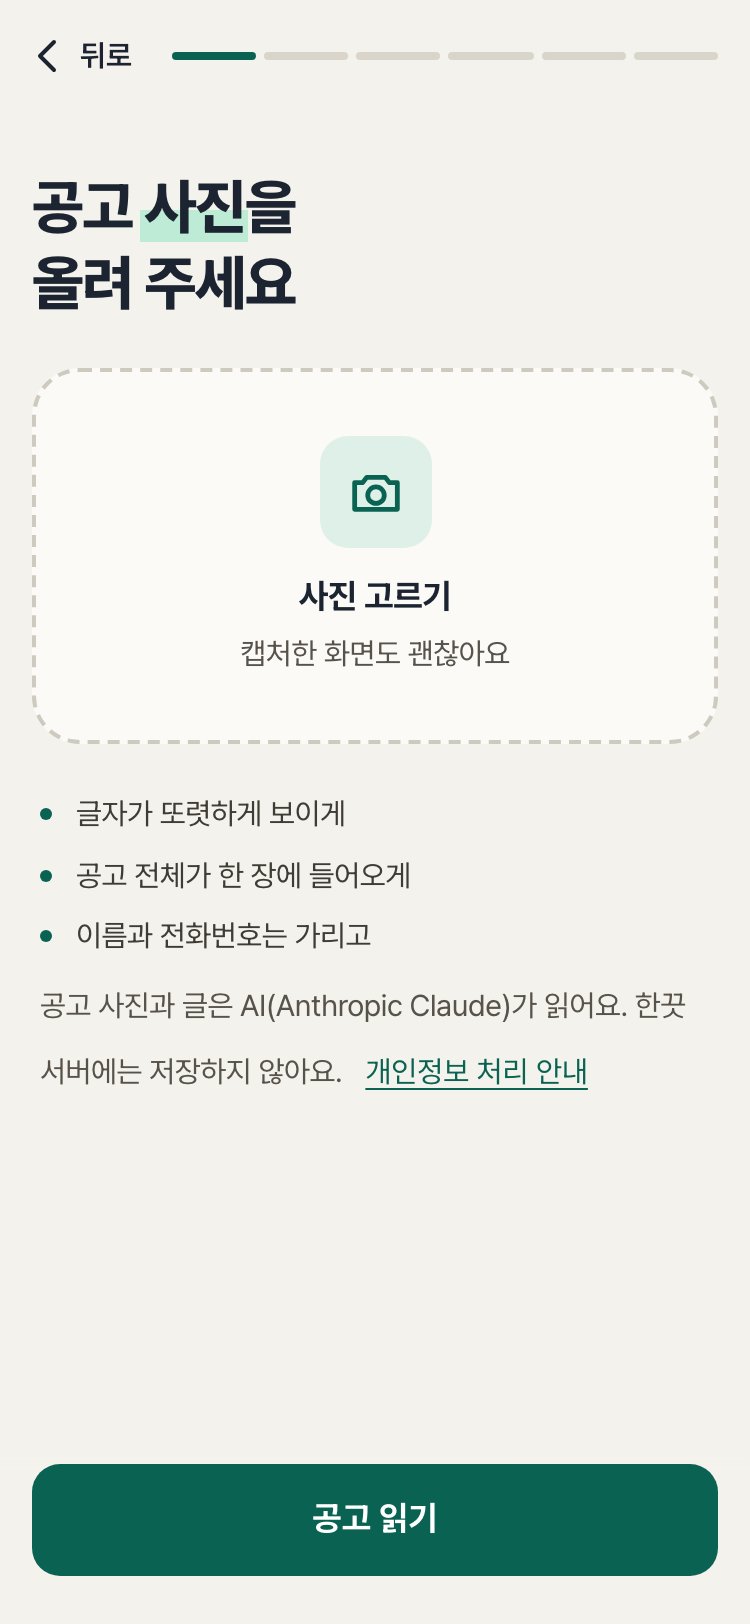 뒤로
공고 사진을
올려 주세요
사진 고르기
캡처한 화면도 괜찮아요
글자가 또렷하게 보이게
공고 전체가 한 장에 들어오게
이름과 전화번호는 가리고
공고 사진과 글은 AI(Anthropic Claude)가 읽어요. 한끗
서버에는 저장하지 않아요. 개인정보 처리 안내
공고 읽기